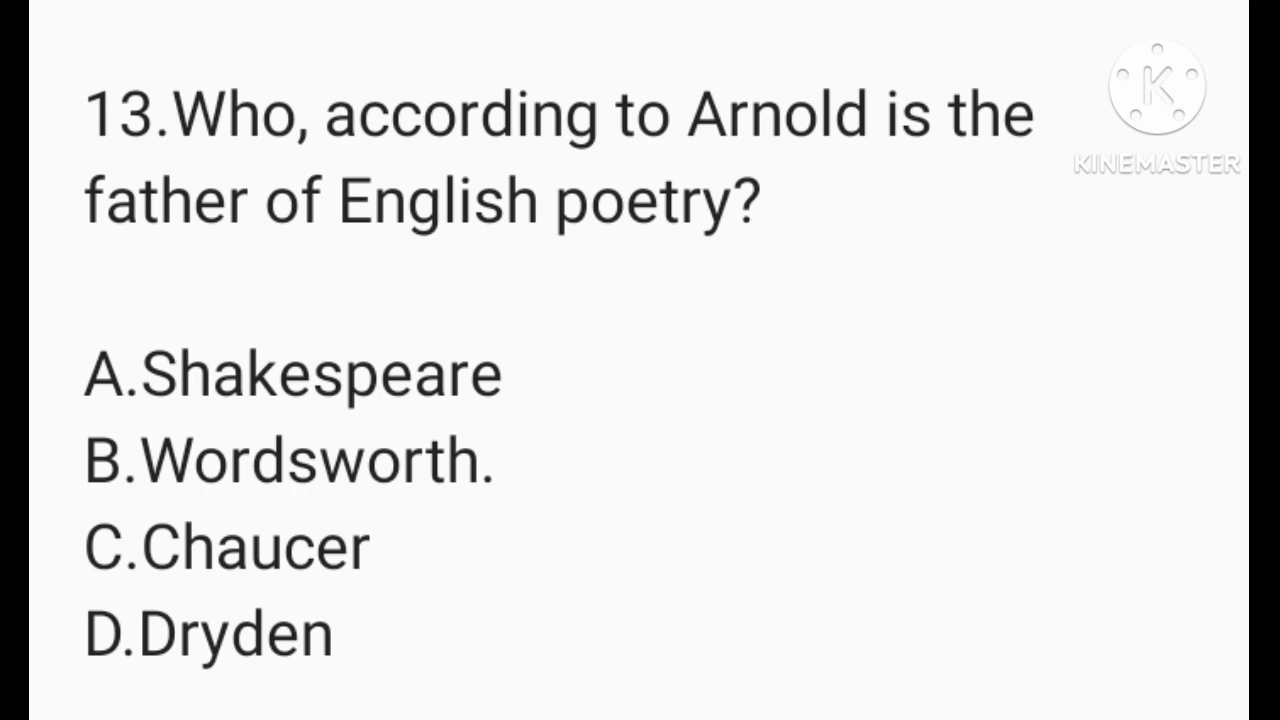 13.Who, according to Arnold is the
father of English poetry?
A.Shakespeare
B.Wordsworth.
C.Chaucer
D.Dryden
K
KINEMASTER